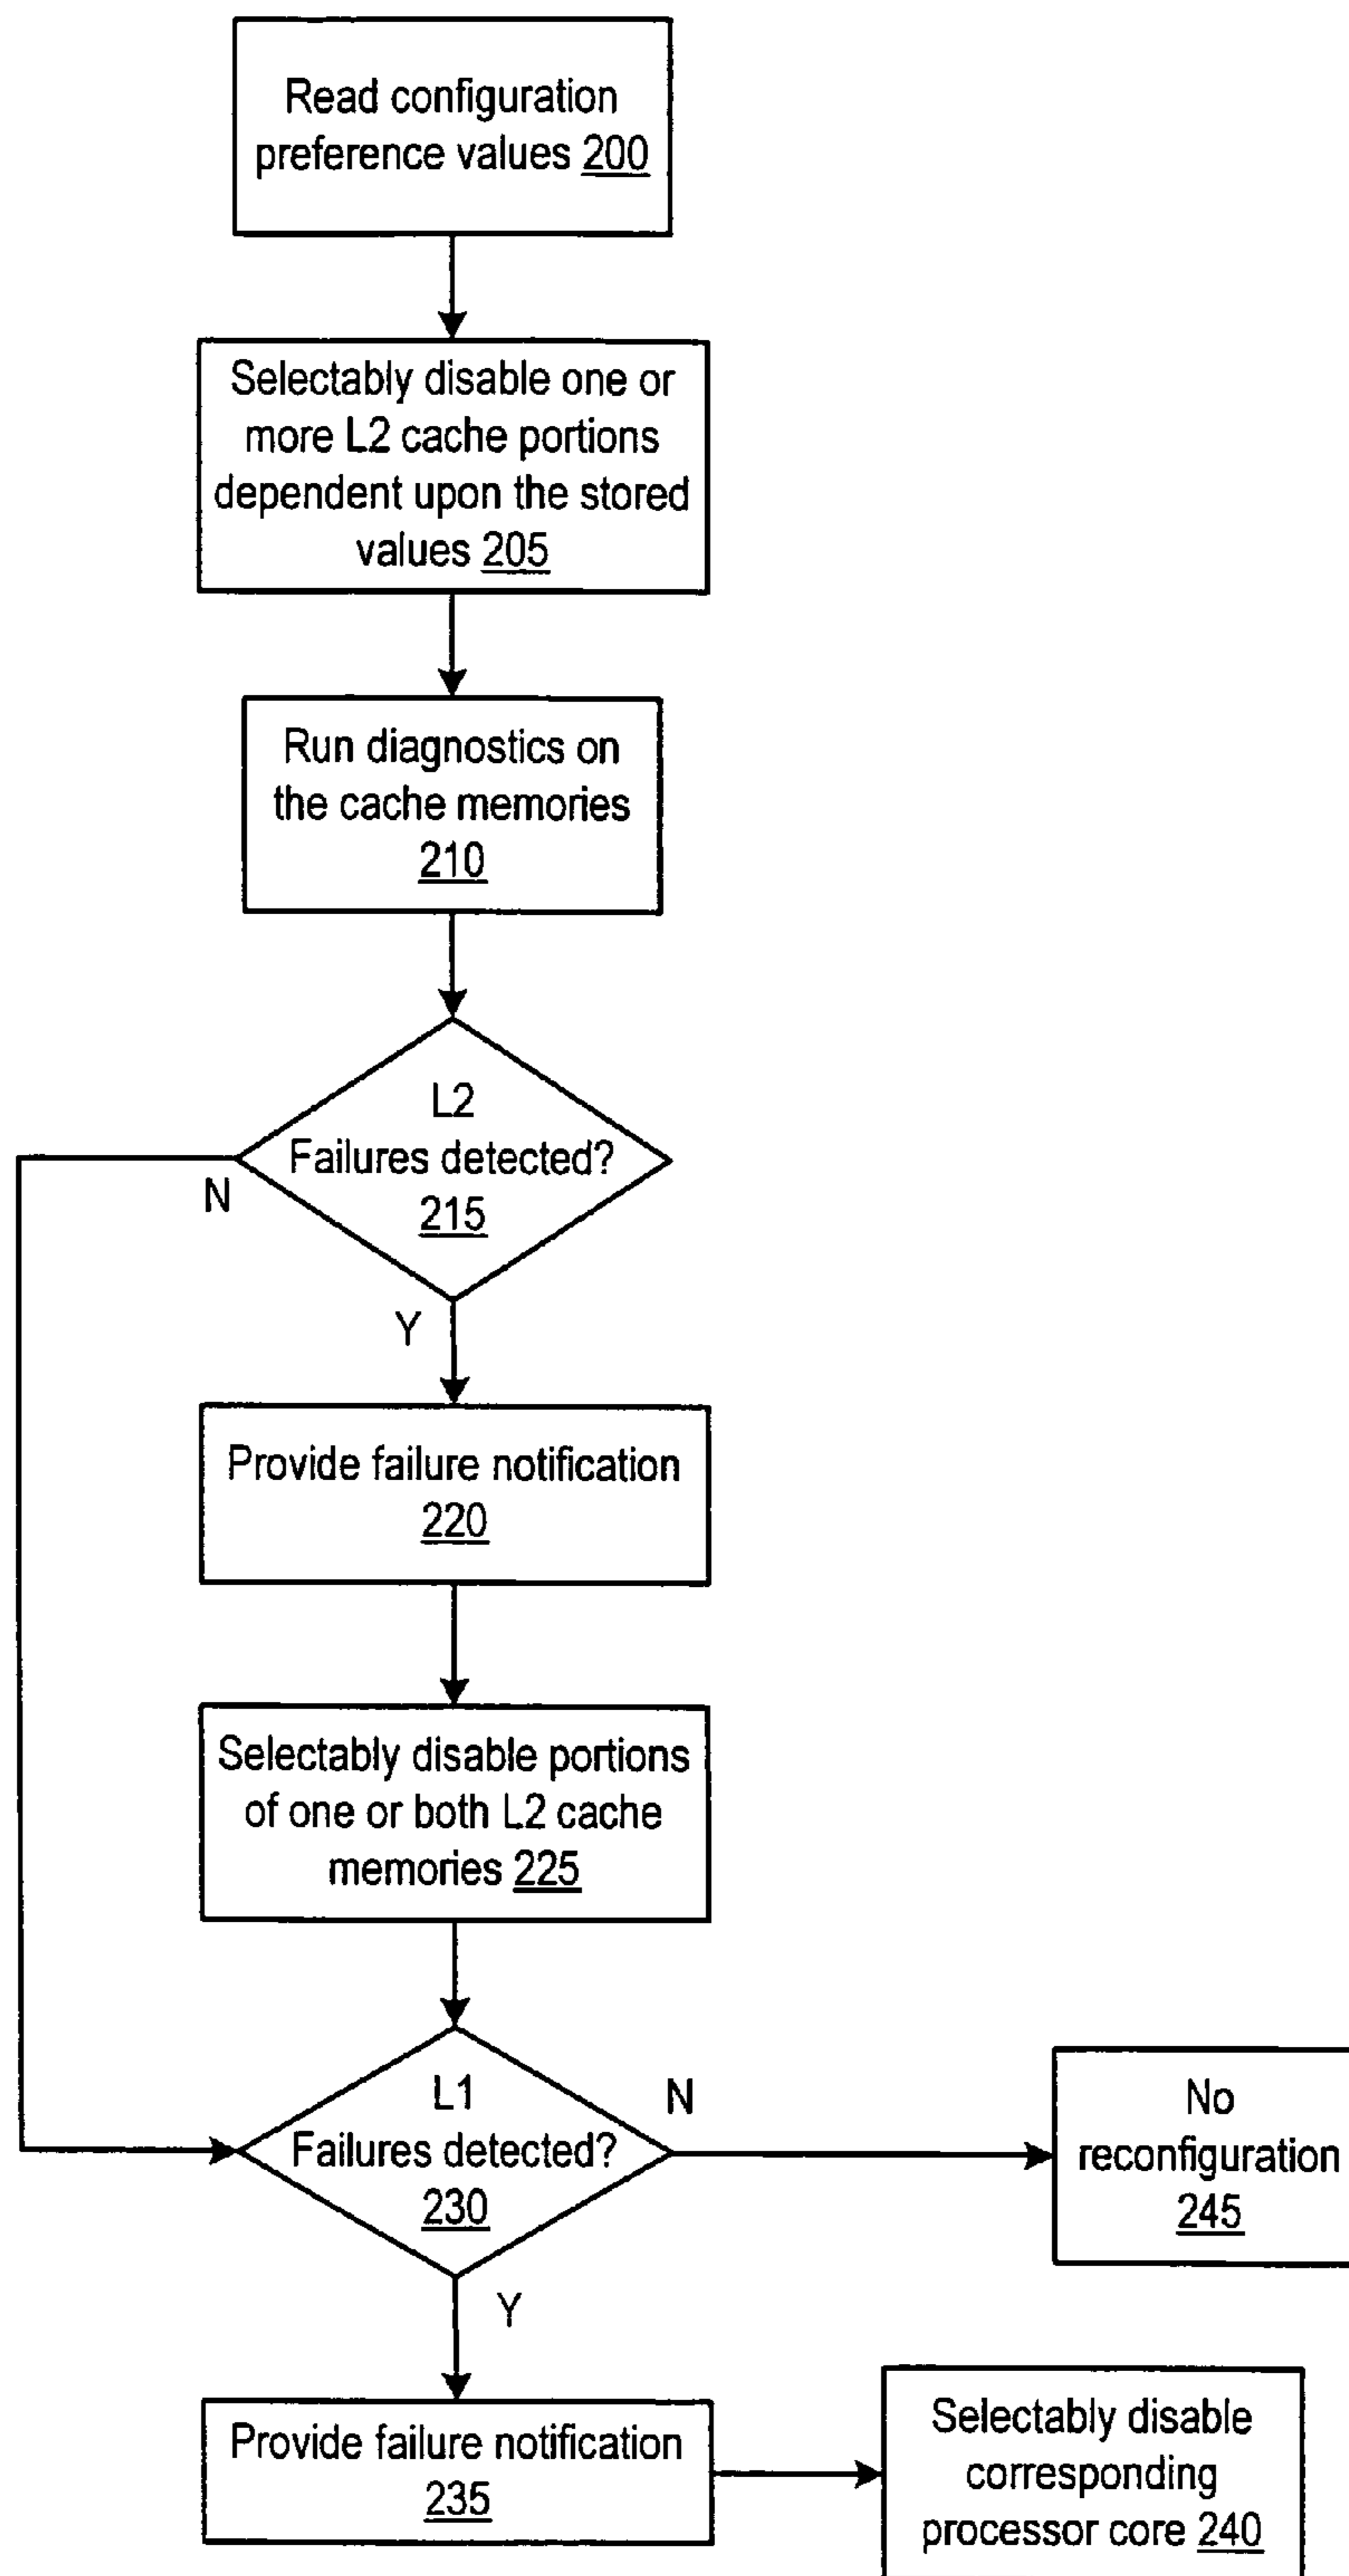 Read configuration
preference values 200
Selectably disable one or
more L2 cache portions
dependent upon the stored
values 205
Run diagnostics on
the cache memories
210
L2
Failures detected?
215
N
Y
Provide failure notification
220
Selectably disable portions
of one or both L2 cache
memories 225
L1
Failures detected?
230
N
No
reconfiguration
245
Y
Provide failure notification
235
Selectably disable
corresponding
processor core 240